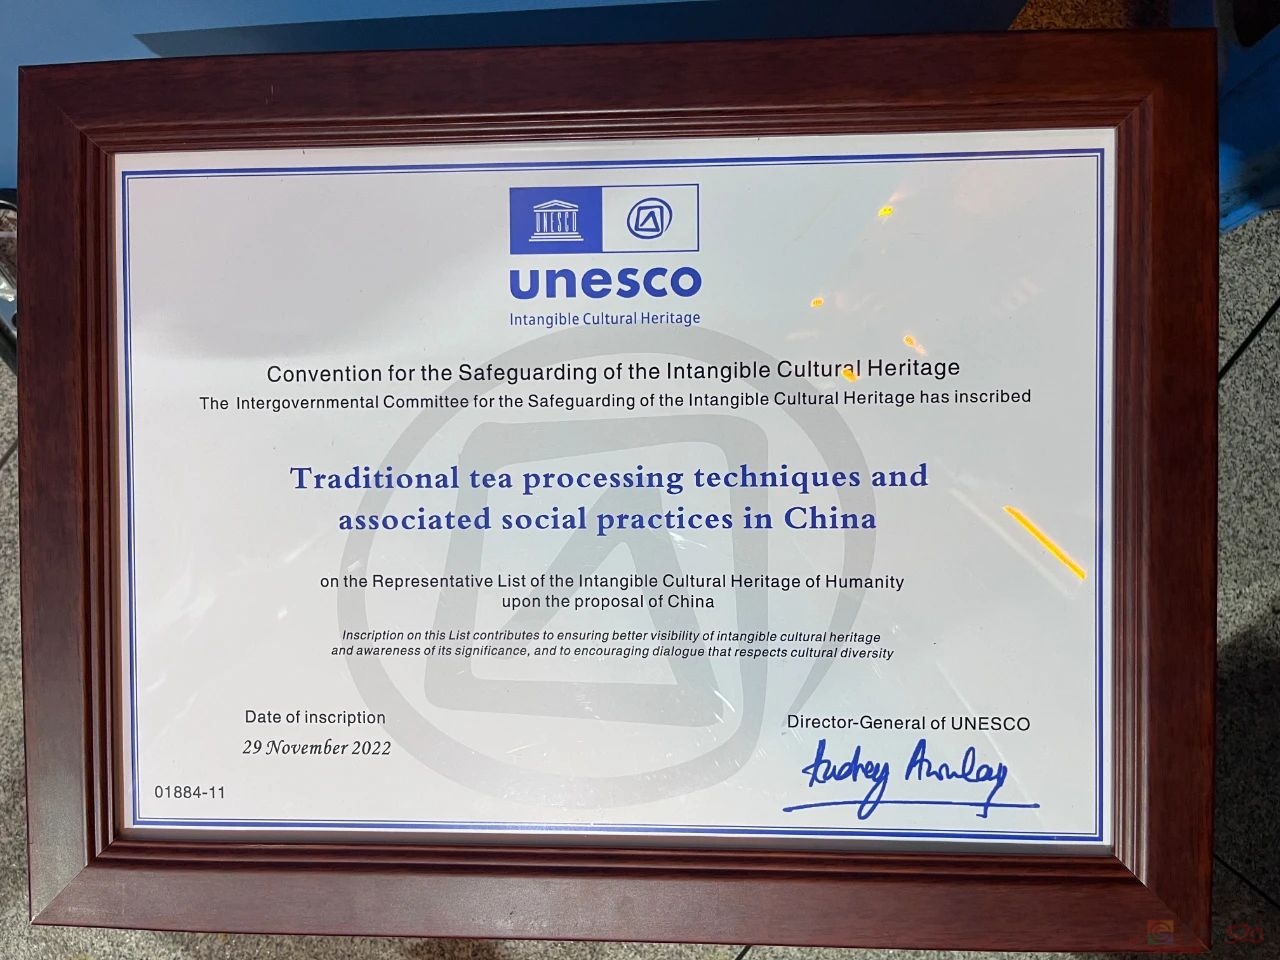 UNESCO
unesco
Intangible Cultural Heritage
Convention for the Safeguarding of the Intangible Cultural Heritage
The Intergovernmental Committee for the Safeguarding of the Intangible Cultural Heritage has inscribed
Traditional tea processing techniques and
associated social practices in China
on the Representative List of the Intangible Cultural Heritage of Humanity
upon the proposal of China
Inscription on this List contributes to ensuring better visibility of intangible cultural heritage
and awareness of its significance, and to encouraging dialogue that respects cultural diversity
Date of inscription
29 November 2022
01884-11
Director-General of UNESCO
Audrey Azoulay